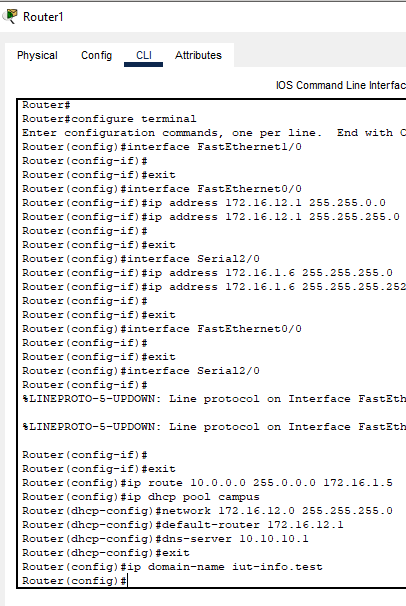 Router1
Physical Config CLI Attributes
IOS Command Line Interfac
Router#
Router#configure terminal
Enter configuration commands, one per line.  End with C
Router(config)#interface FastEthernet1/0
Router(config-if)#
Router(config-if)#exit
Router(config)#interface FastEthernet0/0
Router(config-if)#ip address 172.16.12.1 255.255.0.0
Router(config-if)#ip address 172.16.12.1 255.255.255.0
Router(config-if)#
Router(config-if)#exit
Router(config)#interface Serial2/0
Router(config-if)#ip address 172.16.1.6 255.255.255.0
Router(config-if)#ip address 172.16.1.6 255.255.255.252
Router(config-if)#
Router(config-if)#exit
Router(config)#interface FastEthernet0/0
Router(config-if)#
Router(config-if)#exit
Router(config)#interface Serial2/0
Router(config-if)#
%LINEPROTO-5-UPDOWN: Line protocol on Interface FastEth
%LINEPROTO-5-UPDOWN: Line protocol on Interface FastEth
Router(config-if)#
Router(config-if)#exit
Router(config)#ip route 10.0.0.0 255.0.0.0 172.16.1.5
Router(config)#ip dhcp pool campus
Router(dhcp-config)#network 172.16.12.0 255.255.255.0
Router(dhcp-config)#default-router 172.16.12.1
Router(dhcp-config)#dns-server 10.10.10.1
Router(dhcp-config)#exit
Router(config)#ip domain-name iut-info.test
Router(config)#